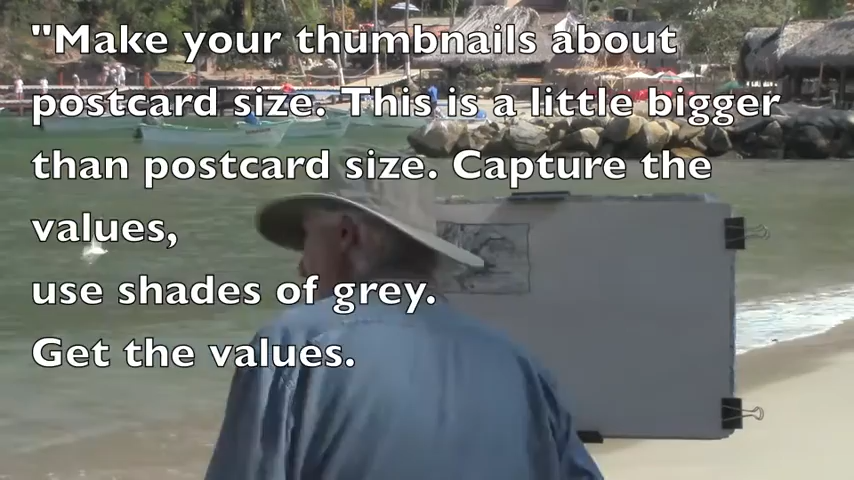 "Make your thumbnails about
postcard size. This is a little bigger
than postcard size. Capture the
values,
use shades of grey.
Get the values.